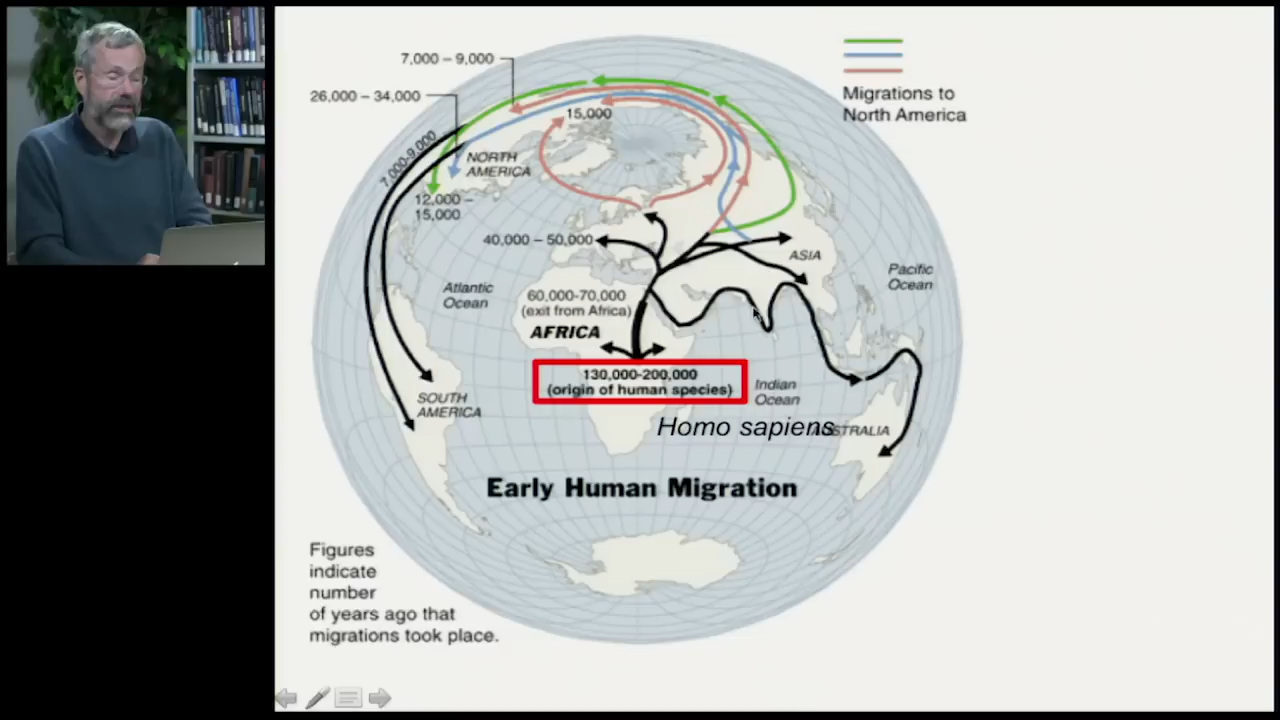 7,000 – 9,000
26,000 – 34,000
15,000
7,000-9,000
NORTH
AMERICA
12,000 –
15,000
40,000 – 50,000
ASIA
Pacific
Ocean
Atlantic
Ocean
60,000-70,000
(exit from Africa)
AFRICA
130,000-200,000
(origin of human species)
Indian
Ocean
SOUTH
AMERICA
Homo sapiens
AUSTRALIA
Early Human Migration
Migrations to
North America
Figures
indicate
number
of years ago that
migrations took place.